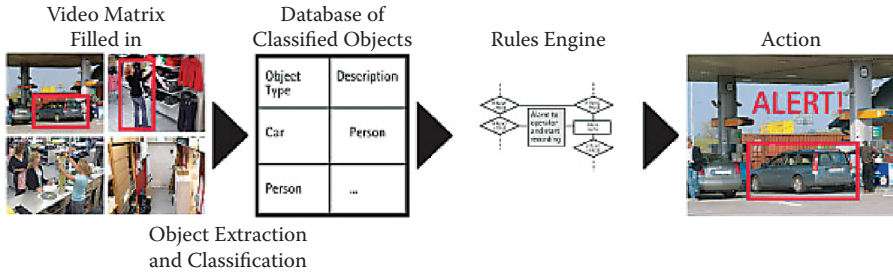 Video Matrix
Filled in
Database of
Classified Objects
Rules Engine
Action
Object
Type
Description
Car
Person
Person
...
Alarm to
operator
and start
recording
ALERT!
Object Extraction
and Classification